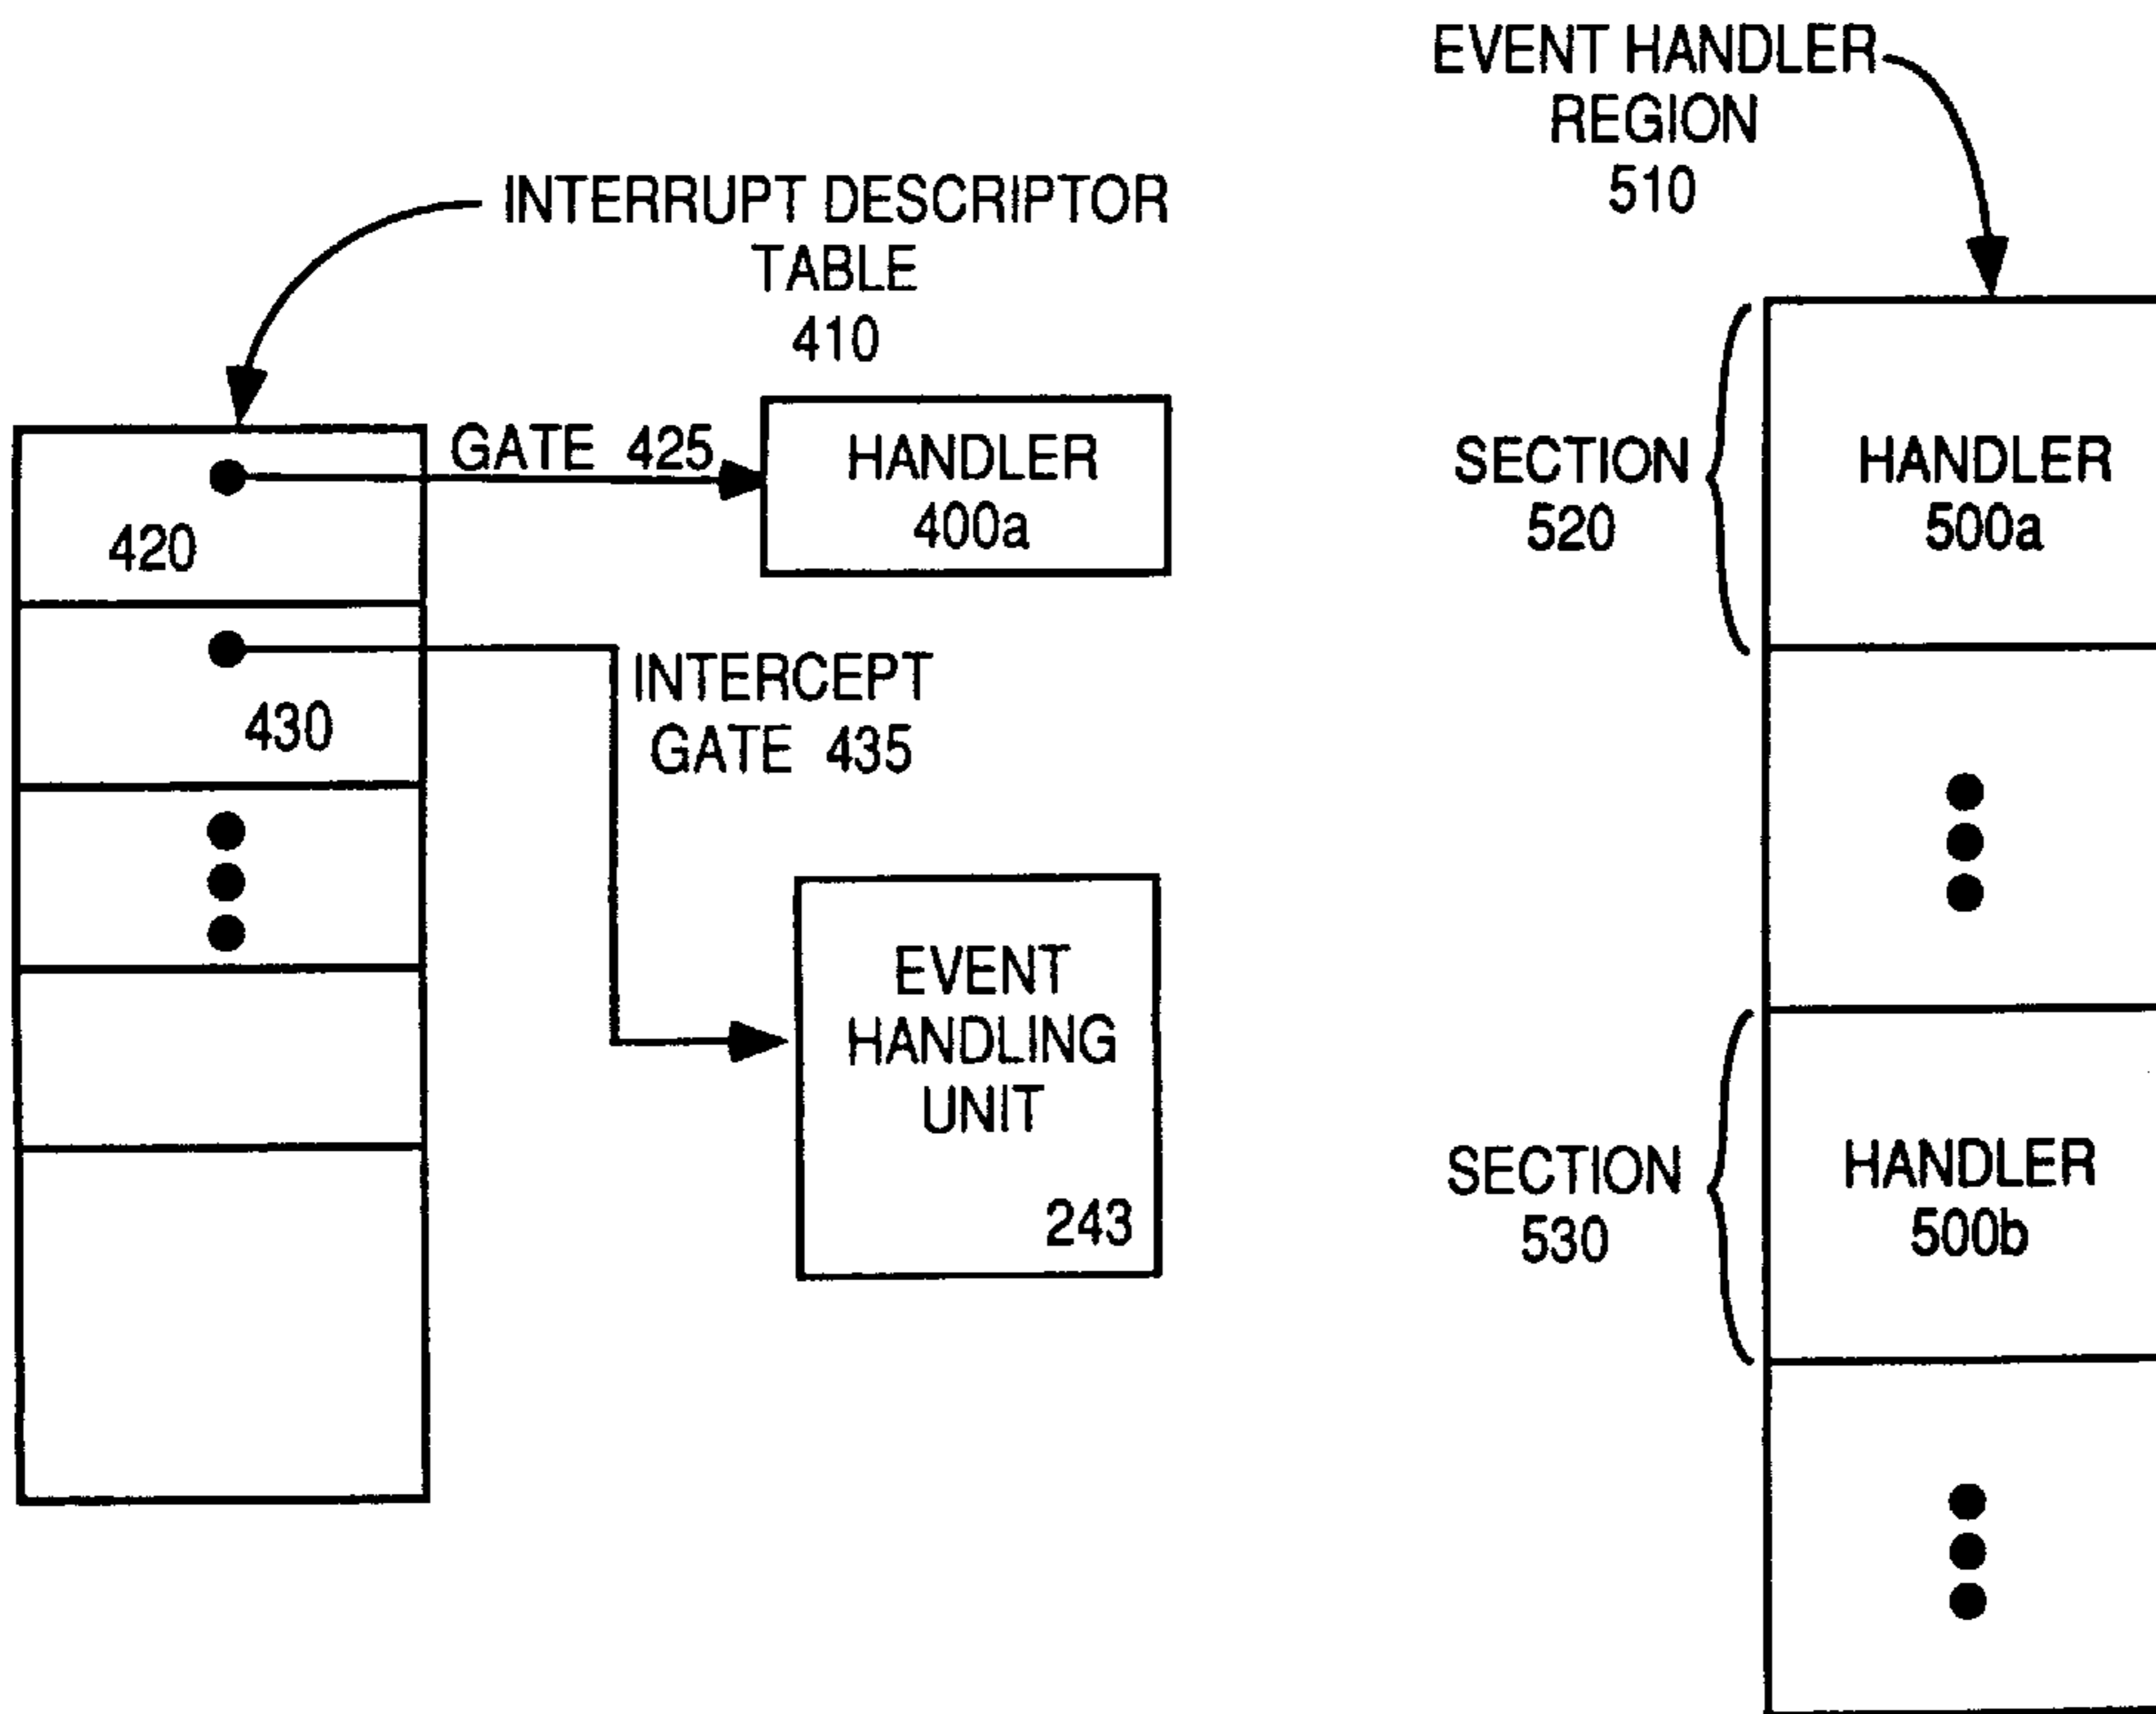 INTERRUPT DESCRIPTOR
TABLE
410
GATE 425
HANDLER
400a
420
430
INTERCEPT
GATE 435
EVENT
HANDLING
UNIT
243
EVENT HANDLER
REGION
510
SECTION
520
HANDLER
500a
SECTION
530
HANDLER
500b